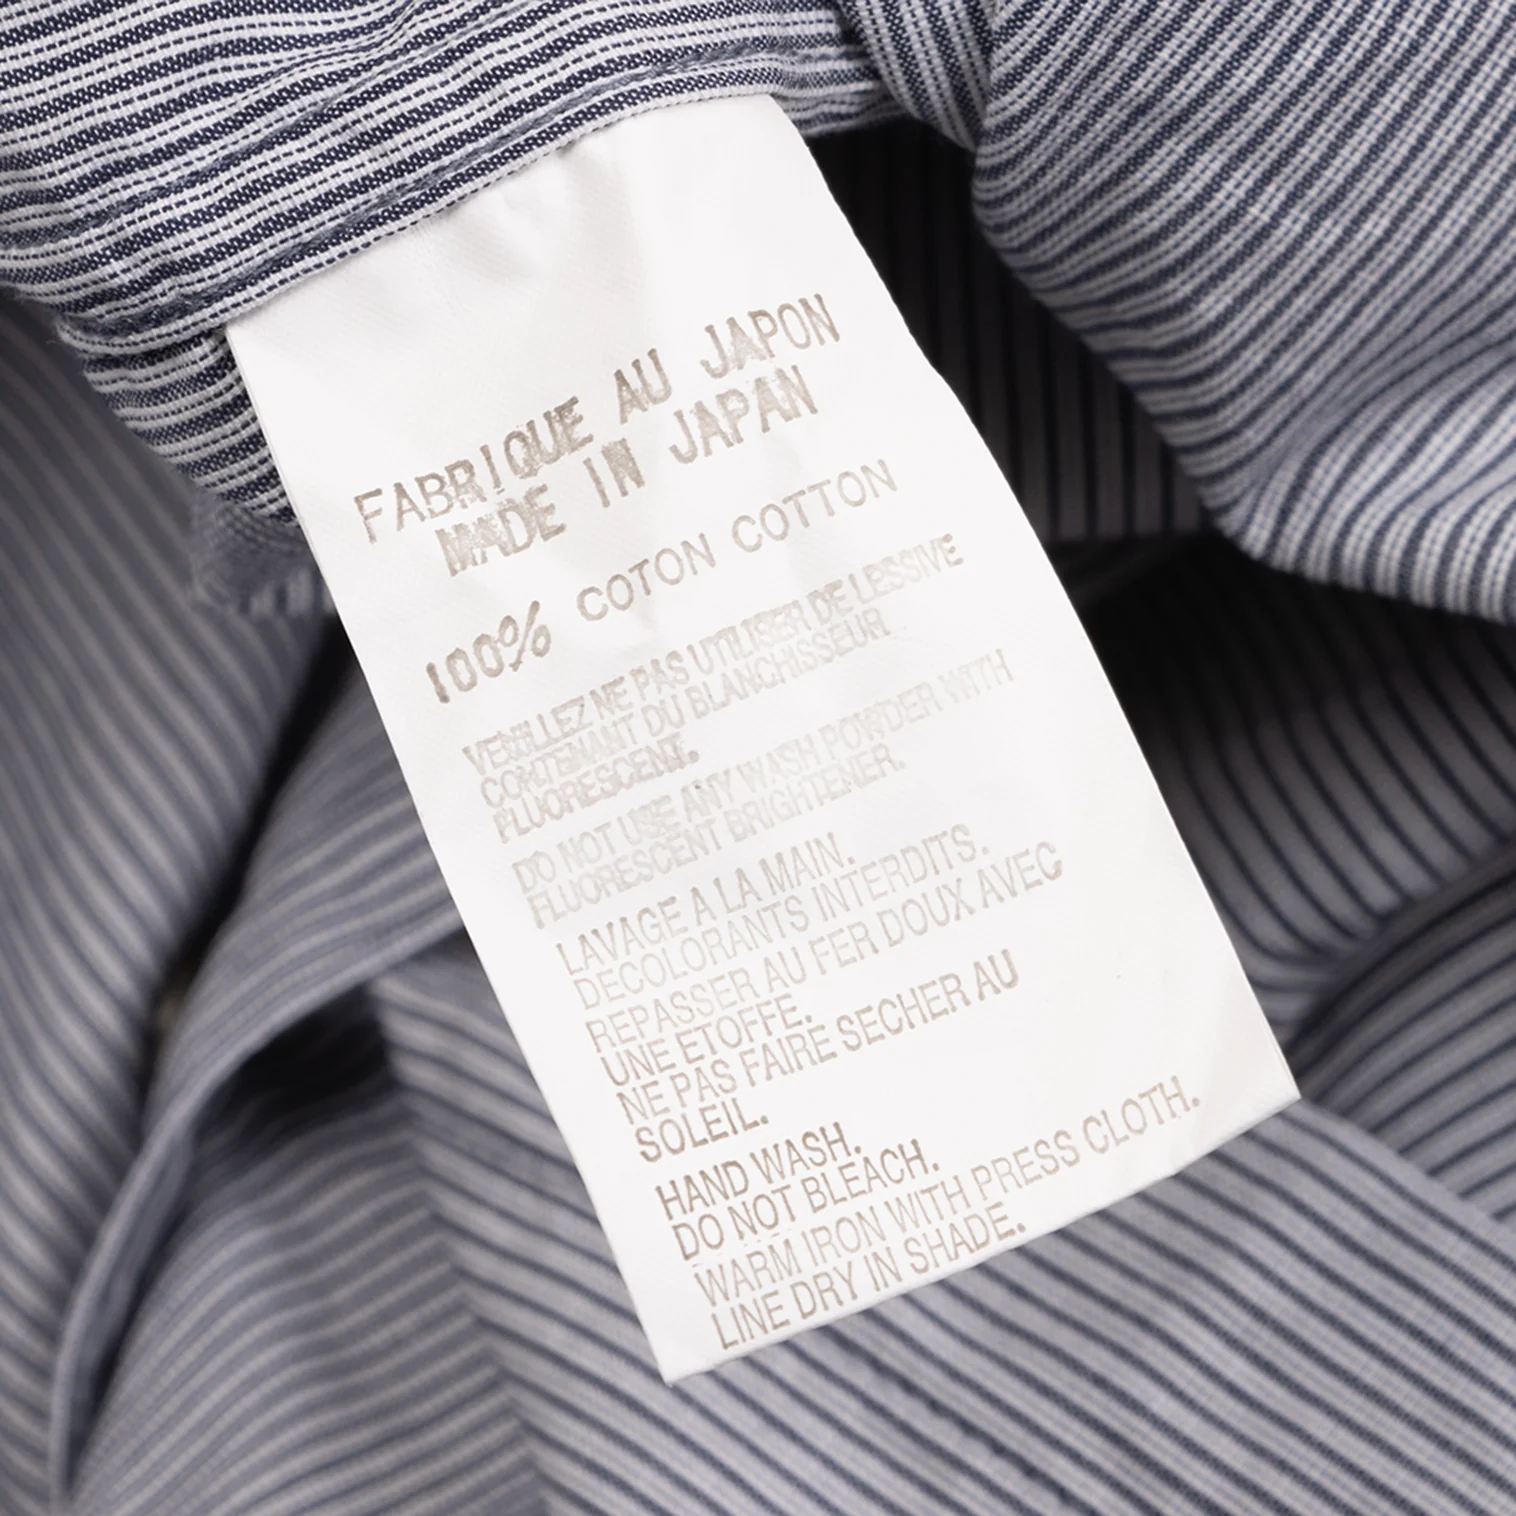 FABRIQUE AU JAPON
MADE IN JAPAN
100% COTON COTTON
VEUILLEZ NE PAS UTILISER DE LESSIVE
CONTENANT DU BLANCHISSEUR
FLUORESCENT.
DO NOT USE ANY WASH POWDER WITH
FLUORESCENT BRIGHTENER.
LAVAGE A LA MAIN.
DECOLORANTS INTERDITS.
REPASSER AU FER DOUX AVEC
UNE ETOFFE.
NE PAS FAIRE SECHER AU
SOLEIL.
HAND WASH.
DO NOT BLEACH.
WARM IRON WITH PRESS CLOTH.
LINE DRY IN SHADE.